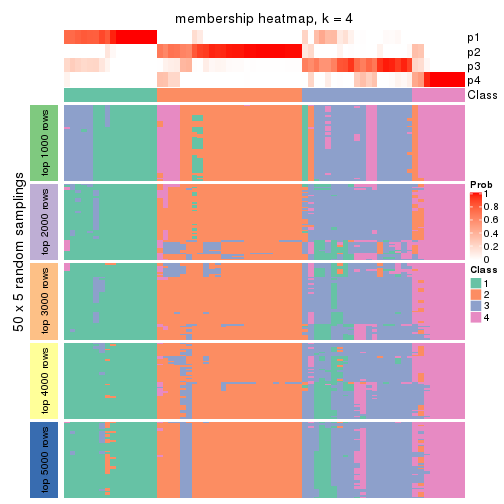 membership heatmap, k = 4
p1
p2
p3
p4
Class
50 x 5 random samplings
top 1000 rows
top 2000 rows
top 3000 rows
top 4000 rows
top 5000 rows
Prob
1
0.8
0.6
0.4
0.2
0
Class
1
2
3
4